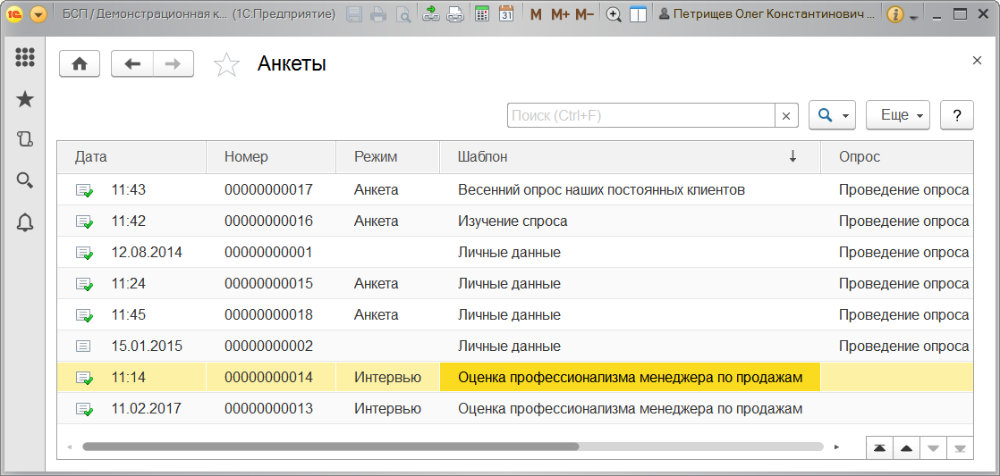 1С БСП / Демонстрационная к... (1С:Предприятие) 31 M M+ M- Петрищев Олег Константинович ... i
Анкеты
Поиск (Ctrl+F) × Еще ?
Дата Номер Режим Шаблон ↓ Опрос
11:43 00000000017 Анкета Весенний опрос наших постоянных клиентов Проведение опроса
11:42 00000000016 Анкета Изучение спроса Проведение опроса
12.08.2014 00000000001 Личные данные Проведение опроса
11:24 00000000015 Анкета Личные данные Проведение опроса
11:45 00000000018 Анкета Личные данные Проведение опроса
15.01.2015 00000000002 Личные данные Проведение опроса
11:14 00000000014 Интервью Оценка профессионализма менеджера по продажам
11.02.2017 00000000013 Интервью Оценка профессионализма менеджера по продажам